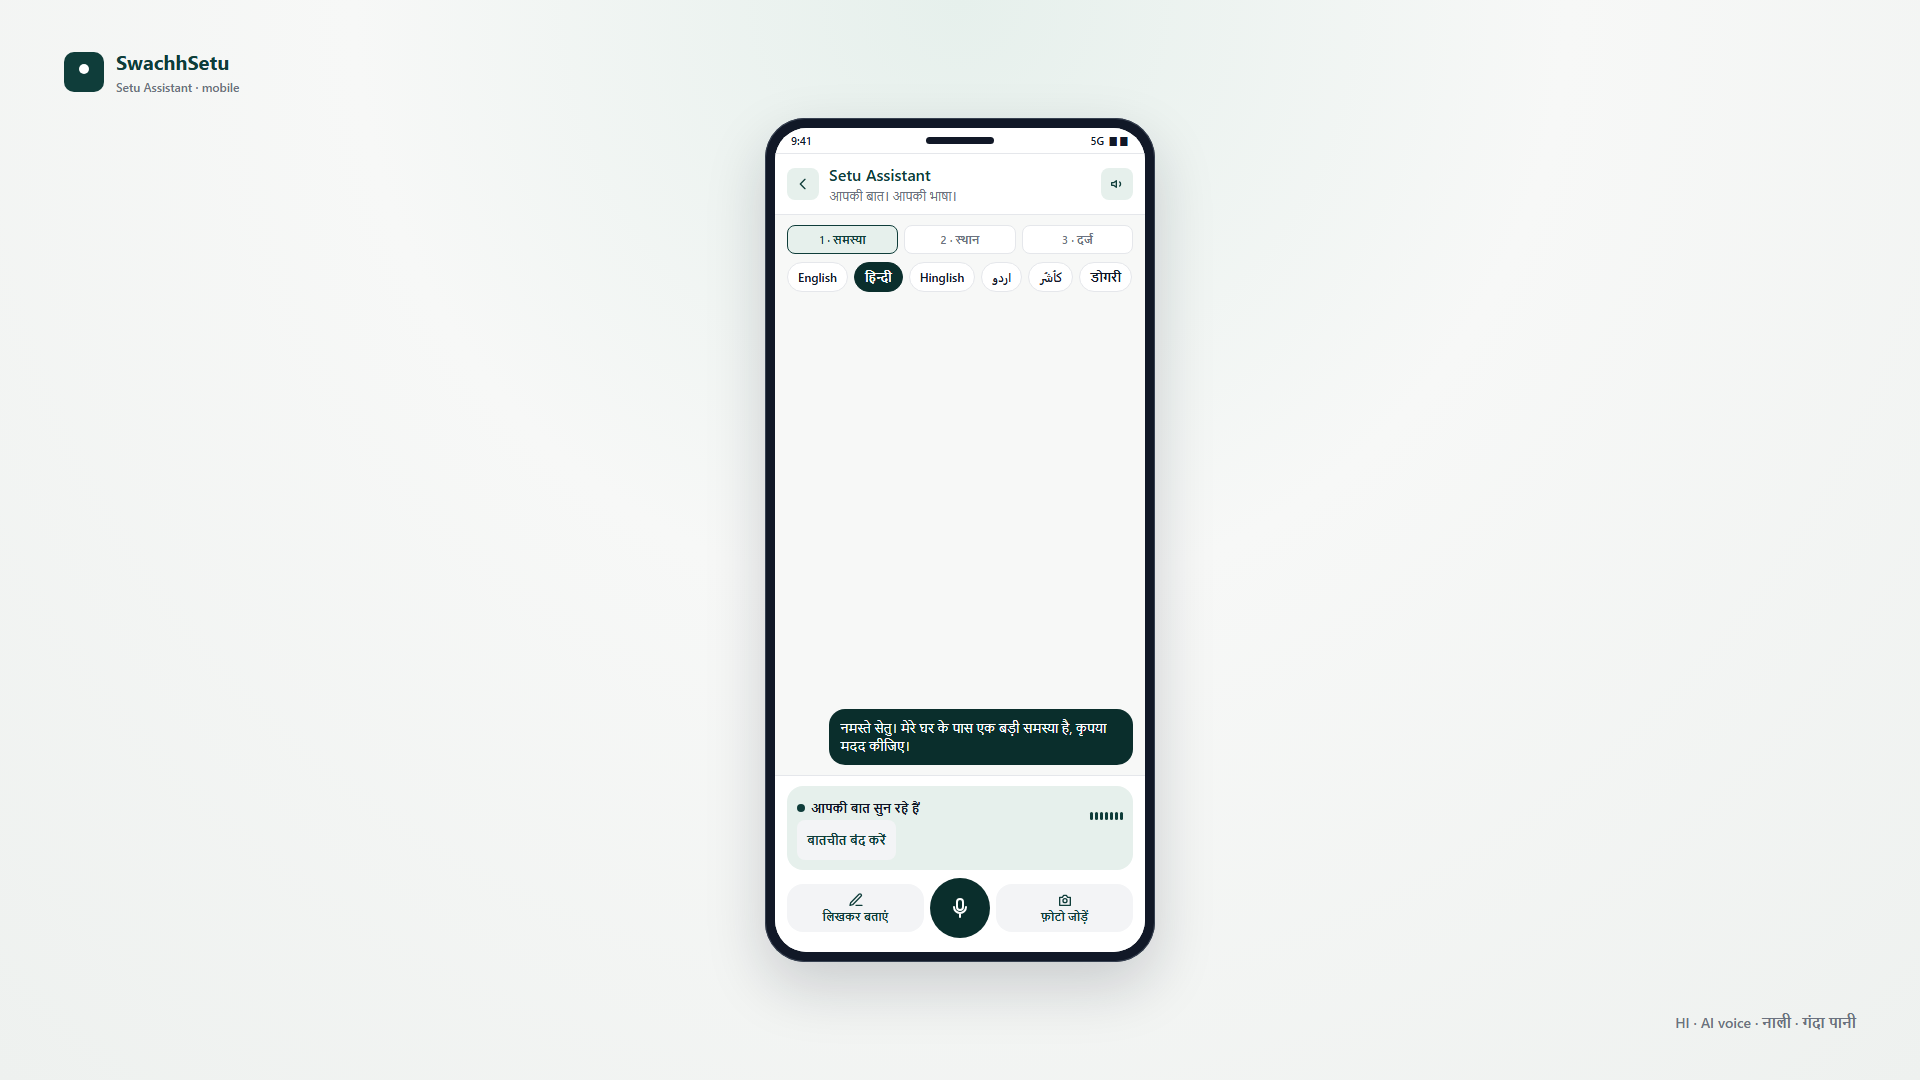 SwachhSetu
Setu Assistant · mobile
9:41
5G
Setu Assistant
आपकी बात। आपकी भाषा।
1 · समस्या
2 · स्थान
3 · दर्ज
English
हिन्दी
Hinglish
اردو
کٲشُر
डोगरी
नमस्ते सेतु। मेरे घर के पास एक बड़ी समस्या है, कृपया
मदद कीजिए।
आपकी बात सुन रहे हैं
बातचीत बंद करें
लिखकर बताएं
फ़ोटो जोड़ें
HI · AI voice · नाली · गंदा पानी